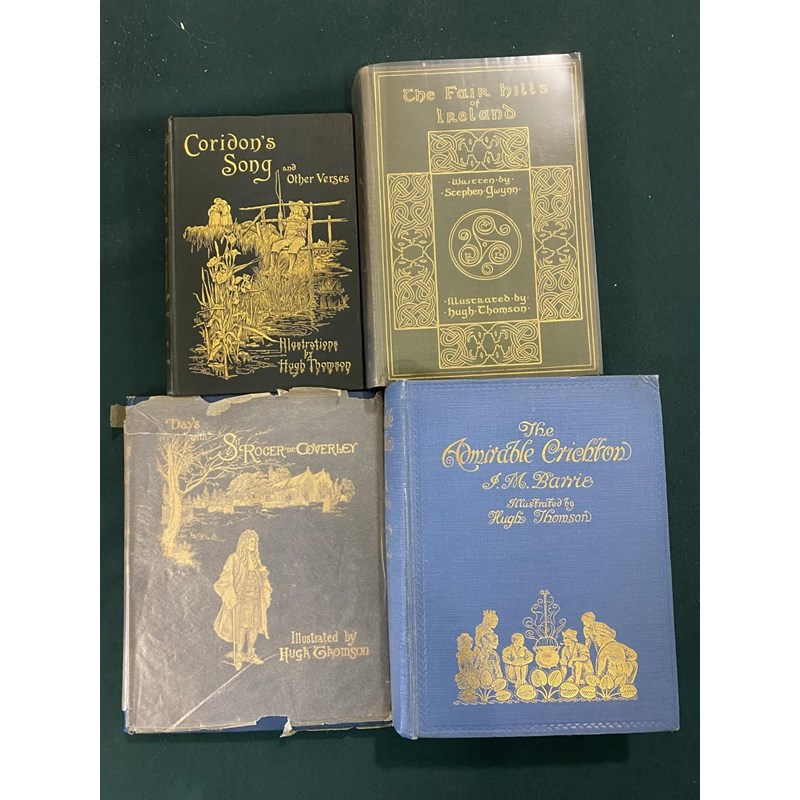 Coridon's
Song
and
Other Verses
Illustrations
by
Hugh Thomson
The Fair Hills
of
Ireland
Written by
Stephen Gwynn
Illustrated by
Hugh Thomson
Days
with
Sr. Roger de Coverley
Illustrated by
Hugh Thomson
The
Admirable Crichton
J. M. Barrie
Illustrated by
Hugh Thomson